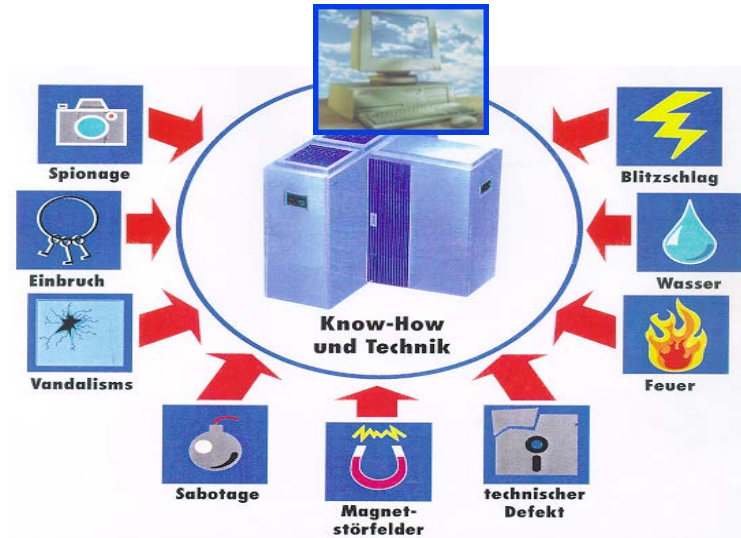 Spionage
Blitzschlag
Einbruch
Wasser
Know-How
und Technik
Vandalisms
Feuer
Sabotage
Magnet-
störfelder
technischer
Defekt